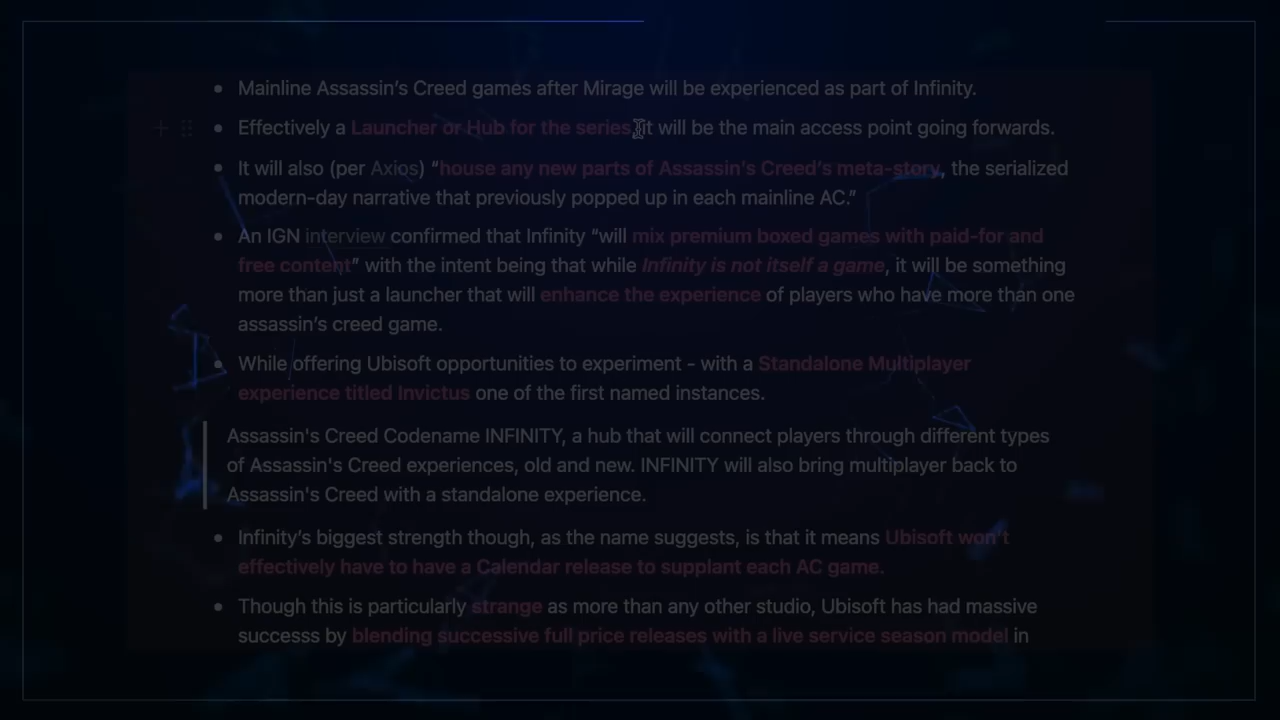 Mainline Assassin's Creed games after Mirage will be experienced as part of Infinity.
Effectively a Launcher or Hub for the series, it will be the main access point going forwards.
It will also (per Axios) “house any new parts of Assassin's Creed's meta-story, the serialized
modern-day narrative that previously popped up in each mainline AC.”
An IGN interview confirmed that Infinity “will mix premium boxed games with paid-for and
free content” with the intent being that while Infinity is not itself a game, it will be something
more than just a launcher that will enhance the experience of players who have more than one
assassin's creed game.
While offering Ubisoft opportunities to experiment - with a Standalone Multiplayer
experience titled Invictus one of the first named instances.
Assassin's Creed Codename INFINITY, a hub that will connect players through different types
of Assassin's Creed experiences, old and new. INFINITY will also bring multiplayer back to
Assassin's Creed with a standalone experience.
Infinity's biggest strength though, as the name suggests, is that it means Ubisoft won't
effectively have to have a Calendar release to supplant each AC game.
Though this is particularly strange as more than any other studio, Ubisoft has had massive
successs by blending successive full price releases with a live service season model in